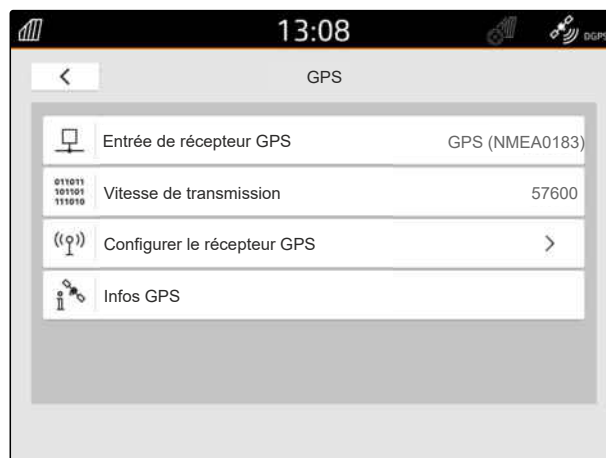 13:08
DGPS
GPS
Entrée de récepteur GPS GPS (NMEA0183)
011011
101101
111010
Vitesse de transmission 57600
Configurer le récepteur GPS
Infos GPS